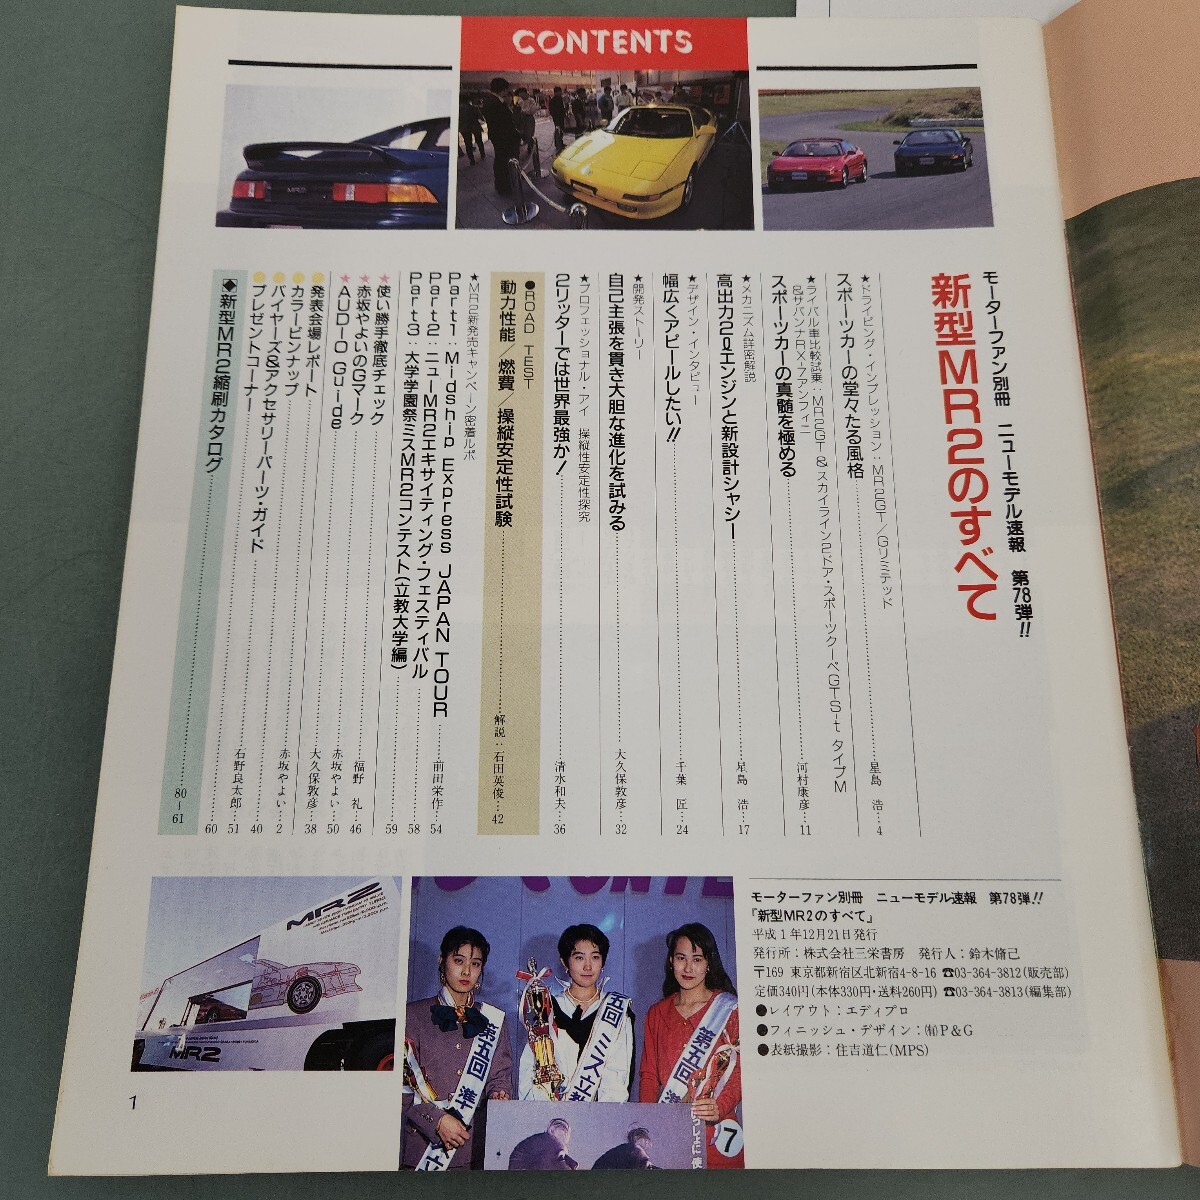 CONTENTS
MR2
モーターファン別冊 ニューモデル速報 第78弾!!
新型MR2のすべて
★ドライビング・インプレッション:MR2GT/Gリミテッド
スポーツカーの堂々たる風格……星島 浩…4
★ライバル車比較試乗:MR2GT & スカイライン2ドア・スポーツクーペGTS-t タイプM
&サバンナRX-7アンフィニ
スポーツカーの真髄を極める……河村康彦…11
★メカニズム詳密解説
高出力2ℓエンジンと新設計シャシー……星島 浩…17
★デザイン・インタビュー
幅広くアピールしたい!!……千葉 匠…24
★開発ストーリー
自己主張を貫き大胆な進化を試みる……大久保敦彦…32
★プロフェッショナル・アイ 操縦性安定性探究
2リッターでは世界最強か!……清水和夫…36
●ROAD TEST
動力性能/燃費/操縦安定性試験……解説:石田英俊…42
★MR2新発売キャンペーン密着ルポ
Part1:Midship Express JAPAN TOUR……前田栄作…54
Part2:ニューMR2エキサイティング・フェスティバル……58
Part3:大学学園祭ミスMR2コンテスト(立教大学編)……59
★使い勝手徹底チェック……福野 礼…46
★赤坂やよいのGマーク……赤坂やよい…50
★AUDIO Guide……大久保敦彦…38
●発表会場レポート
●カラーピンナップ……赤坂やよい…2
●バイヤーズ&アクセサリーパーツ・ガイド……40
●プレゼントコーナー……石野良太郎…51
60
◆新型MR2縮刷カタログ……80～61
MR2
MR2
第五回 準
五回 ミス立教
第五回 準
7
モーターファン別冊 ニューモデル速報 第78弾!!
『新型MR2のすべて』
平成1年12月21日発行
発行所:株式会社三栄書房 発行人:鈴木脩己
〒169 東京都新宿区北新宿4-8-16 ☎03-364-3812(販売部)
定価340円(本体330円・送料260円) ☎03-364-3813(編集部)
●レイアウト:エディプロ
●フィニッシュ・デザイン:㈲P&G
●表紙撮影:住吉道仁(MPS)
1